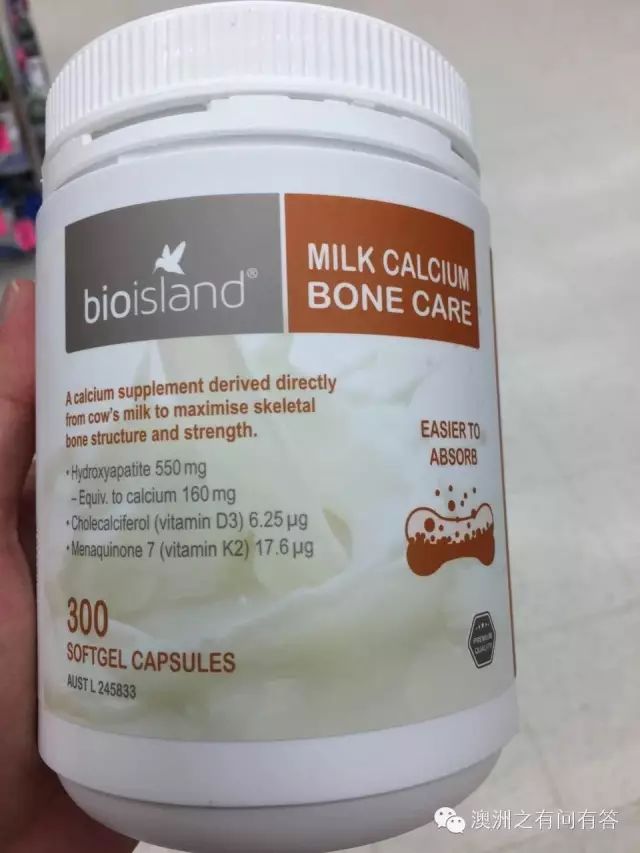 bioisland®
MILK CALCIUM
BONE CARE
A calcium supplement derived directly
from cow's milk to maximise skeletal
bone structure and strength.
• Hydroxyapatite 550 mg
– Equiv. to calcium 160 mg
• Cholecalciferol (vitamin D3) 6.25 µg
• Menaquinone 7 (vitamin K2) 17.6 µg
EASIER TO
ABSORB
300
SOFTGEL CAPSULES
AUST L 245833
PREMIUM
QUALITY
澳洲之有问有答